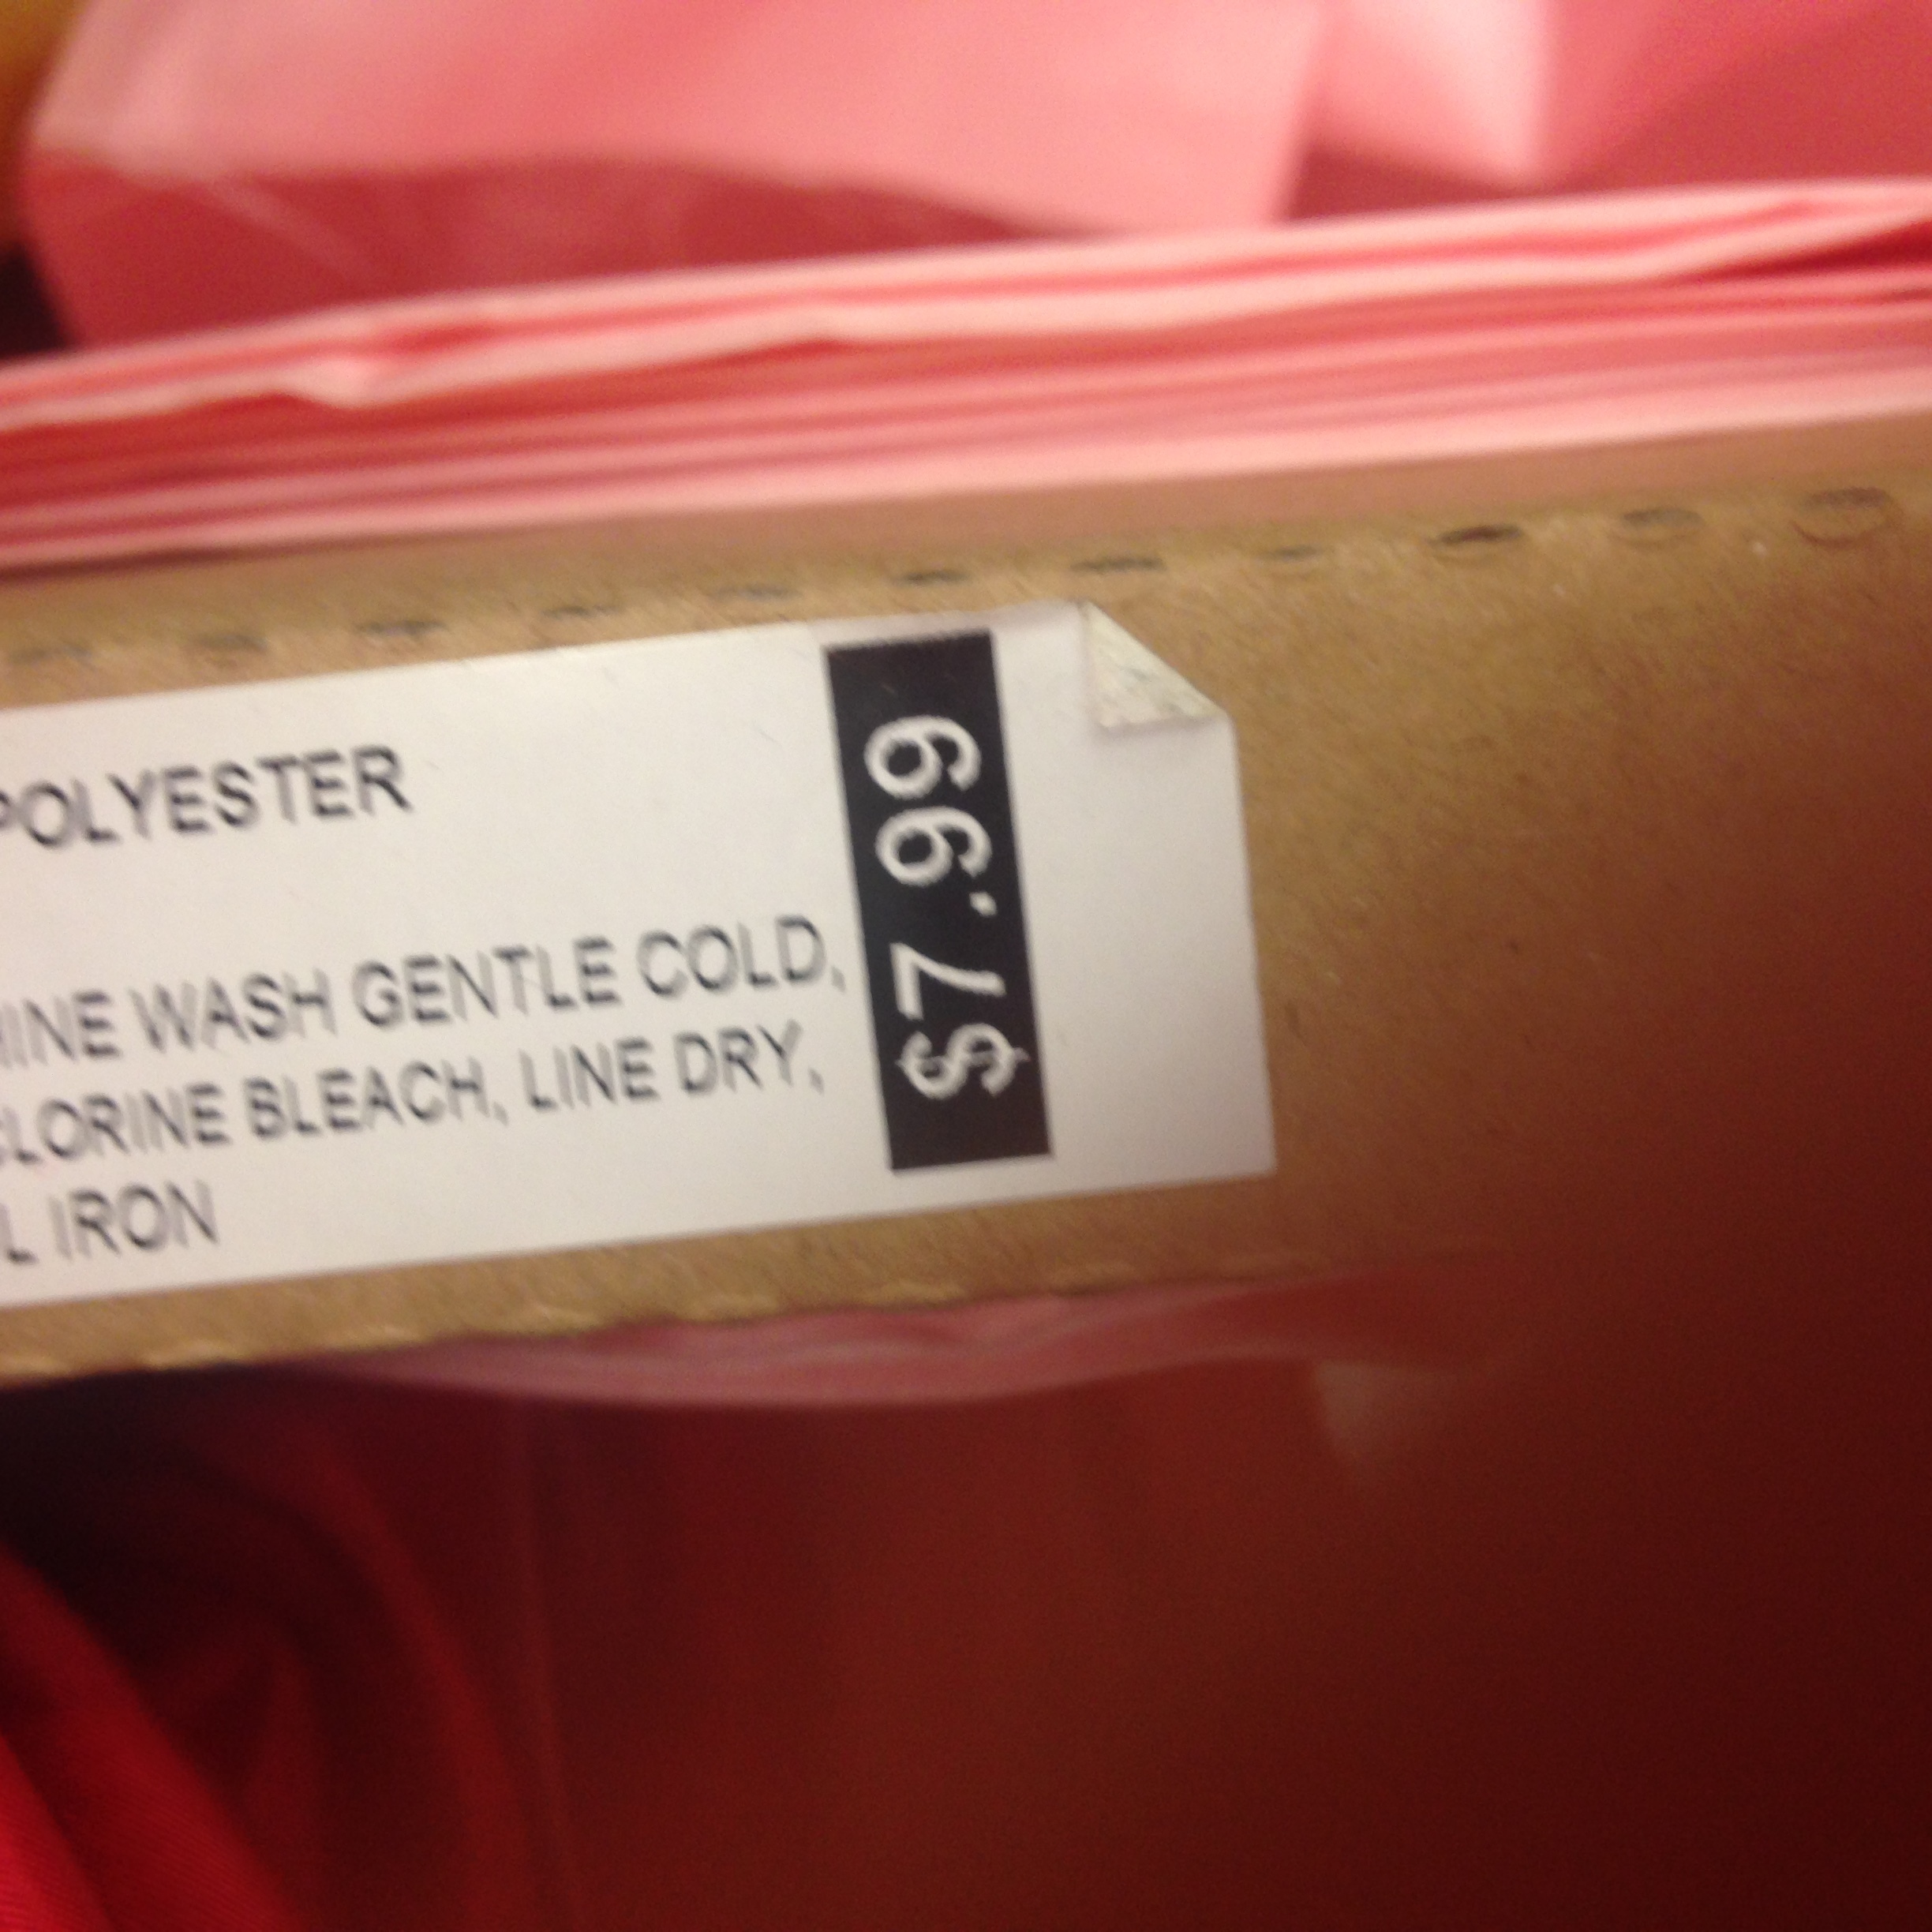 POLYESTER
WASH GENTLE COLD,
BLEACH, LINE DRY,
IRON
$7.99